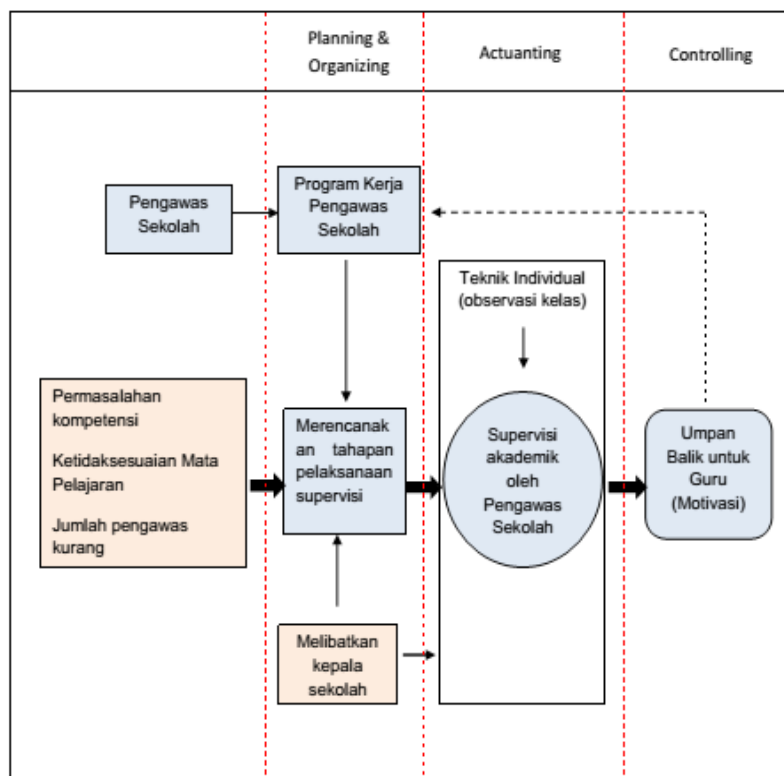 Planning &
Organizing
Actuanting
Controlling
Pengawas
Sekolah
Program Kerja
Pengawas
Sekolah
Teknik Individual
(observasi kelas)
Permasalahan
kompetensi
Ketidaksesuaian Mata
Pelajaran
Jumlah pengawas
kurang
Merencanak
an tahapan
pelaksanaan
supervisi
Supervisi
akademik
oleh
Pengawas
Sekolah
Umpan
Balik untuk
Guru
(Motivasi)
Melibatkan
kepala
sekolah